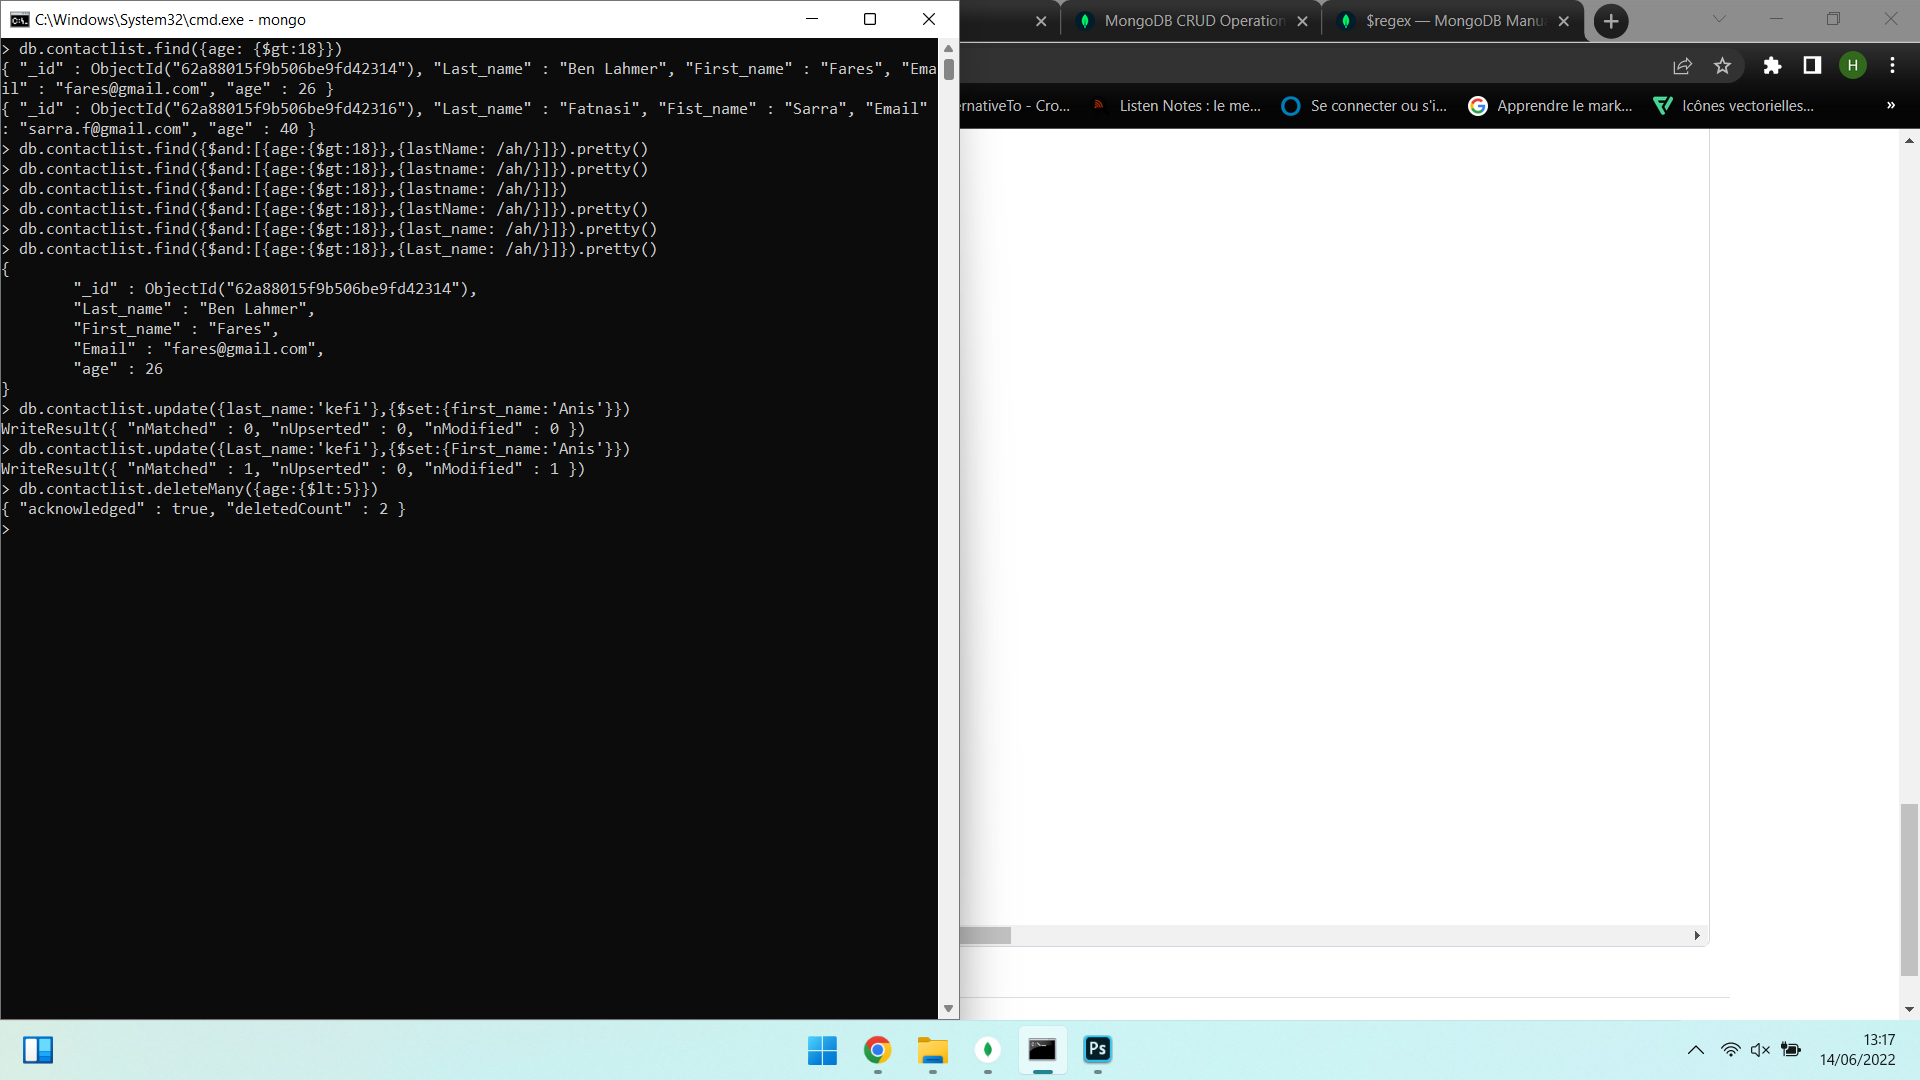 C:\Windows\System32\cmd.exe - mongo
> db.contactlist.find({age: {$gt:18}})
{ "_id" : ObjectId("62a88015f9b506be9fd42314"), "Last_name" : "Ben Lahmer", "First_name" : "Fares", "Ema
il" : "fares@gmail.com", "age" : 26 }
{ "_id" : ObjectId("62a88015f9b506be9fd42316"), "Last_name" : "Fatnasi", "Fist_name" : "Sarra", "Email"
: "sarra.f@gmail.com", "age" : 40 }
> db.contactlist.find({$and:[{age:{$gt:18}},{lastName: /ah/}]}).pretty()
> db.contactlist.find({$and:[{age:{$gt:18}},{lastname: /ah/}]}).pretty()
> db.contactlist.find({$and:[{age:{$gt:18}},{lastname: /ah/}]})
> db.contactlist.find({$and:[{age:{$gt:18}},{lastName: /ah/}]}).pretty()
> db.contactlist.find({$and:[{age:{$gt:18}},{last_name: /ah/}]}).pretty()
> db.contactlist.find({$and:[{age:{$gt:18}},{Last_name: /ah/}]}).pretty()
{
"_id" : ObjectId("62a88015f9b506be9fd42314"),
"Last_name" : "Ben Lahmer",
"First_name" : "Fares",
"Email" : "fares@gmail.com",
"age" : 26
}
> db.contactlist.update({last_name:'kefi'},{$set:{first_name:'Anis'}})
WriteResult({ "nMatched" : 0, "nUpserted" : 0, "nModified" : 0 })
> db.contactlist.update({Last_name:'kefi'},{$set:{First_name:'Anis'}})
WriteResult({ "nMatched" : 1, "nUpserted" : 0, "nModified" : 1 })
> db.contactlist.deleteMany({age:{$lt:5}})
{ "acknowledged" : true, "deletedCount" : 2 }
>
MongoDB CRUD Operation
$regex — MongoDB Manu
H
ernativeTo - Cro...
Listen Notes : le me...
Se connecter ou s'i...
Apprendre le mark...
Icônes vectorielles...
»
Ps
13:17
14/06/2022